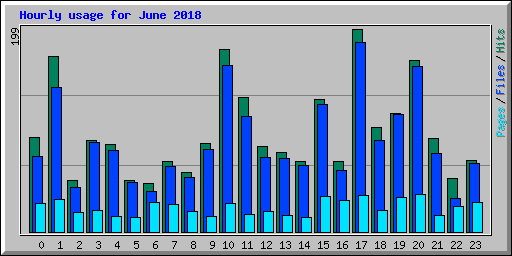 Hourly usage for June 2018
199
Pages/Files/Hits
0 1 2 3 4 5 6 7 8 9 10 11 12 13 14 15 16 17 18 19 20 21 22 23